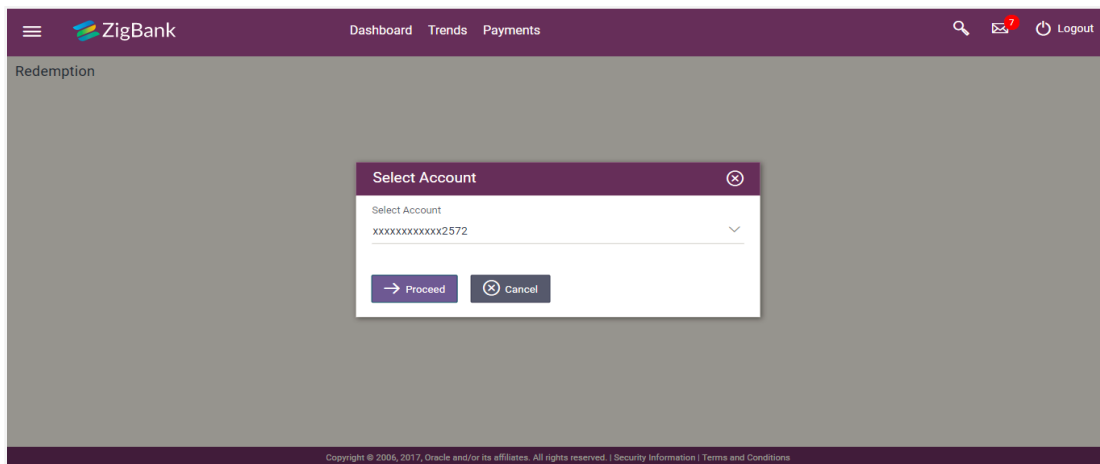 ZigBank Dashboard Trends Payments 7 Logout
Redemption
Select Account
Select Account
xxxxxxxxxxxx2572
Proceed Cancel
Copyright © 2006, 2017, Oracle and/or its affiliates. All rights reserved. | Security Information | Terms and Conditions